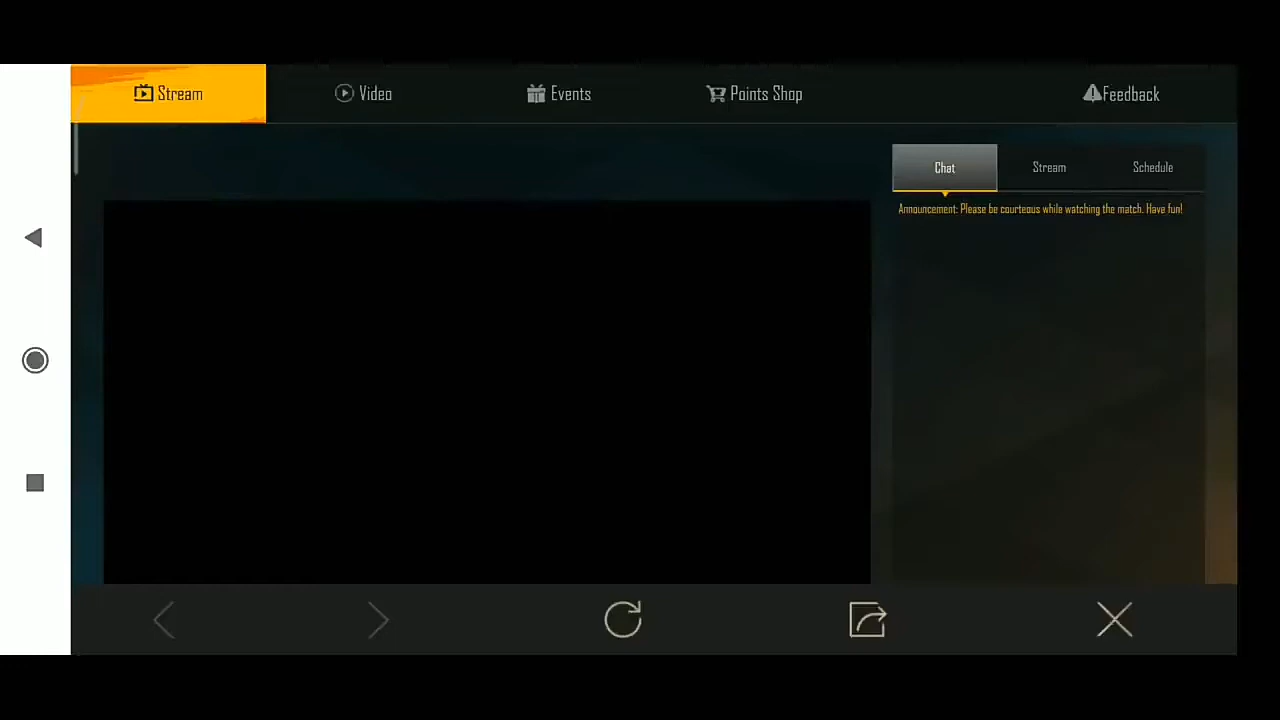 Stream
Video
Events
Points Shop
Feedback
Chat
Stream
Schedule
Announcement: Please be courteous while watching the match. Have fun!